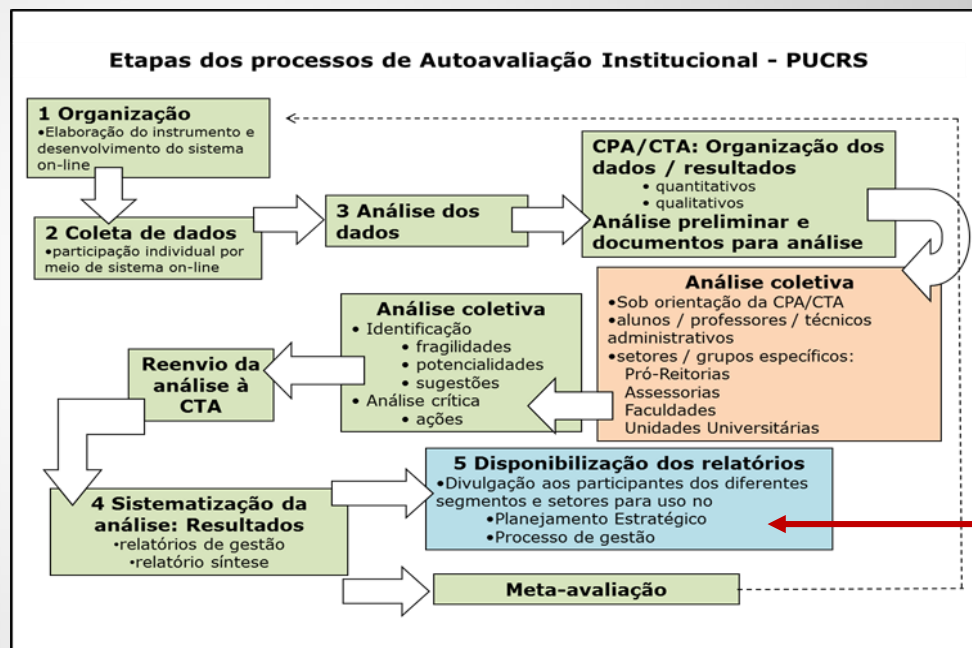 Etapas dos processos de Autoavaliação Institucional - PUCRS
1 Organização
•Elaboração do instrumento e
desenvolvimento do sistema
on-line
2 Coleta de dados
•participação individual por
meio de sistema on-line
3 Análise dos
dados
CPA/CTA: Organização dos
dados / resultados
• quantitativos
• qualitativos
Análise preliminar e
documentos para análise
Análise coletiva
•Sob orientação da CPA/CTA
•alunos / professores / técnicos
administrativos
•setores / grupos específicos:
Pró-Reitorias
Assessorias
Faculdades
Unidades Universitárias
Análise coletiva
• Identificação
• fragilidades
• potencialidades
• sugestões
• Análise crítica
• ações
Reenvio da
análise à
CTA
4 Sistematização da
análise: Resultados
•relatórios de gestão
•relatório síntese
5 Disponibilização dos relatórios
•Divulgação aos participantes dos diferentes
segmentos e setores para uso no
•Planejamento Estratégico
•Processo de gestão
Meta-avaliação